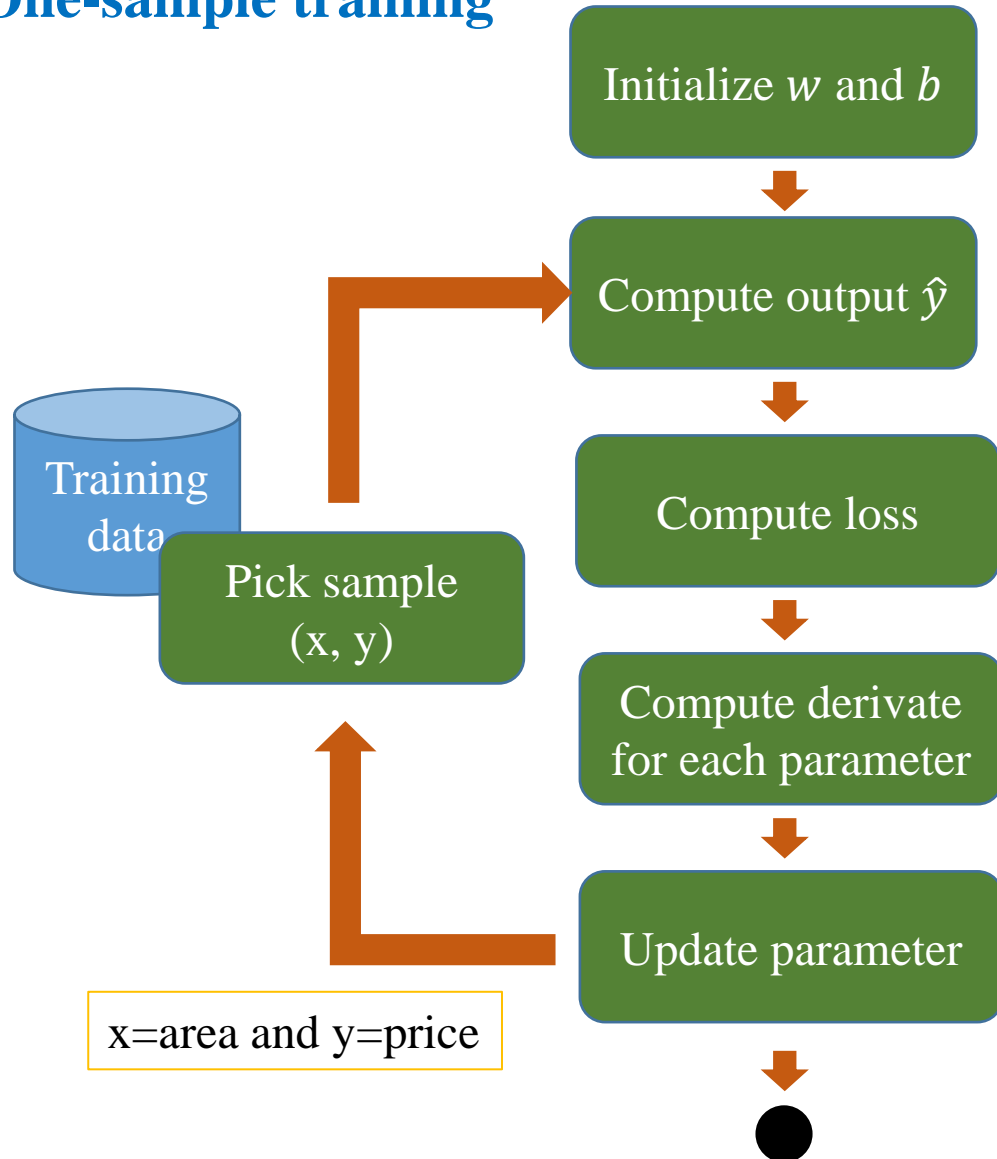 One-sample training
Initialize w and b
Compute output ŷ
Training
data
Pick sample
(x, y)
Compute loss
Compute derivate
for each parameter
Update parameter
x=area and y=price